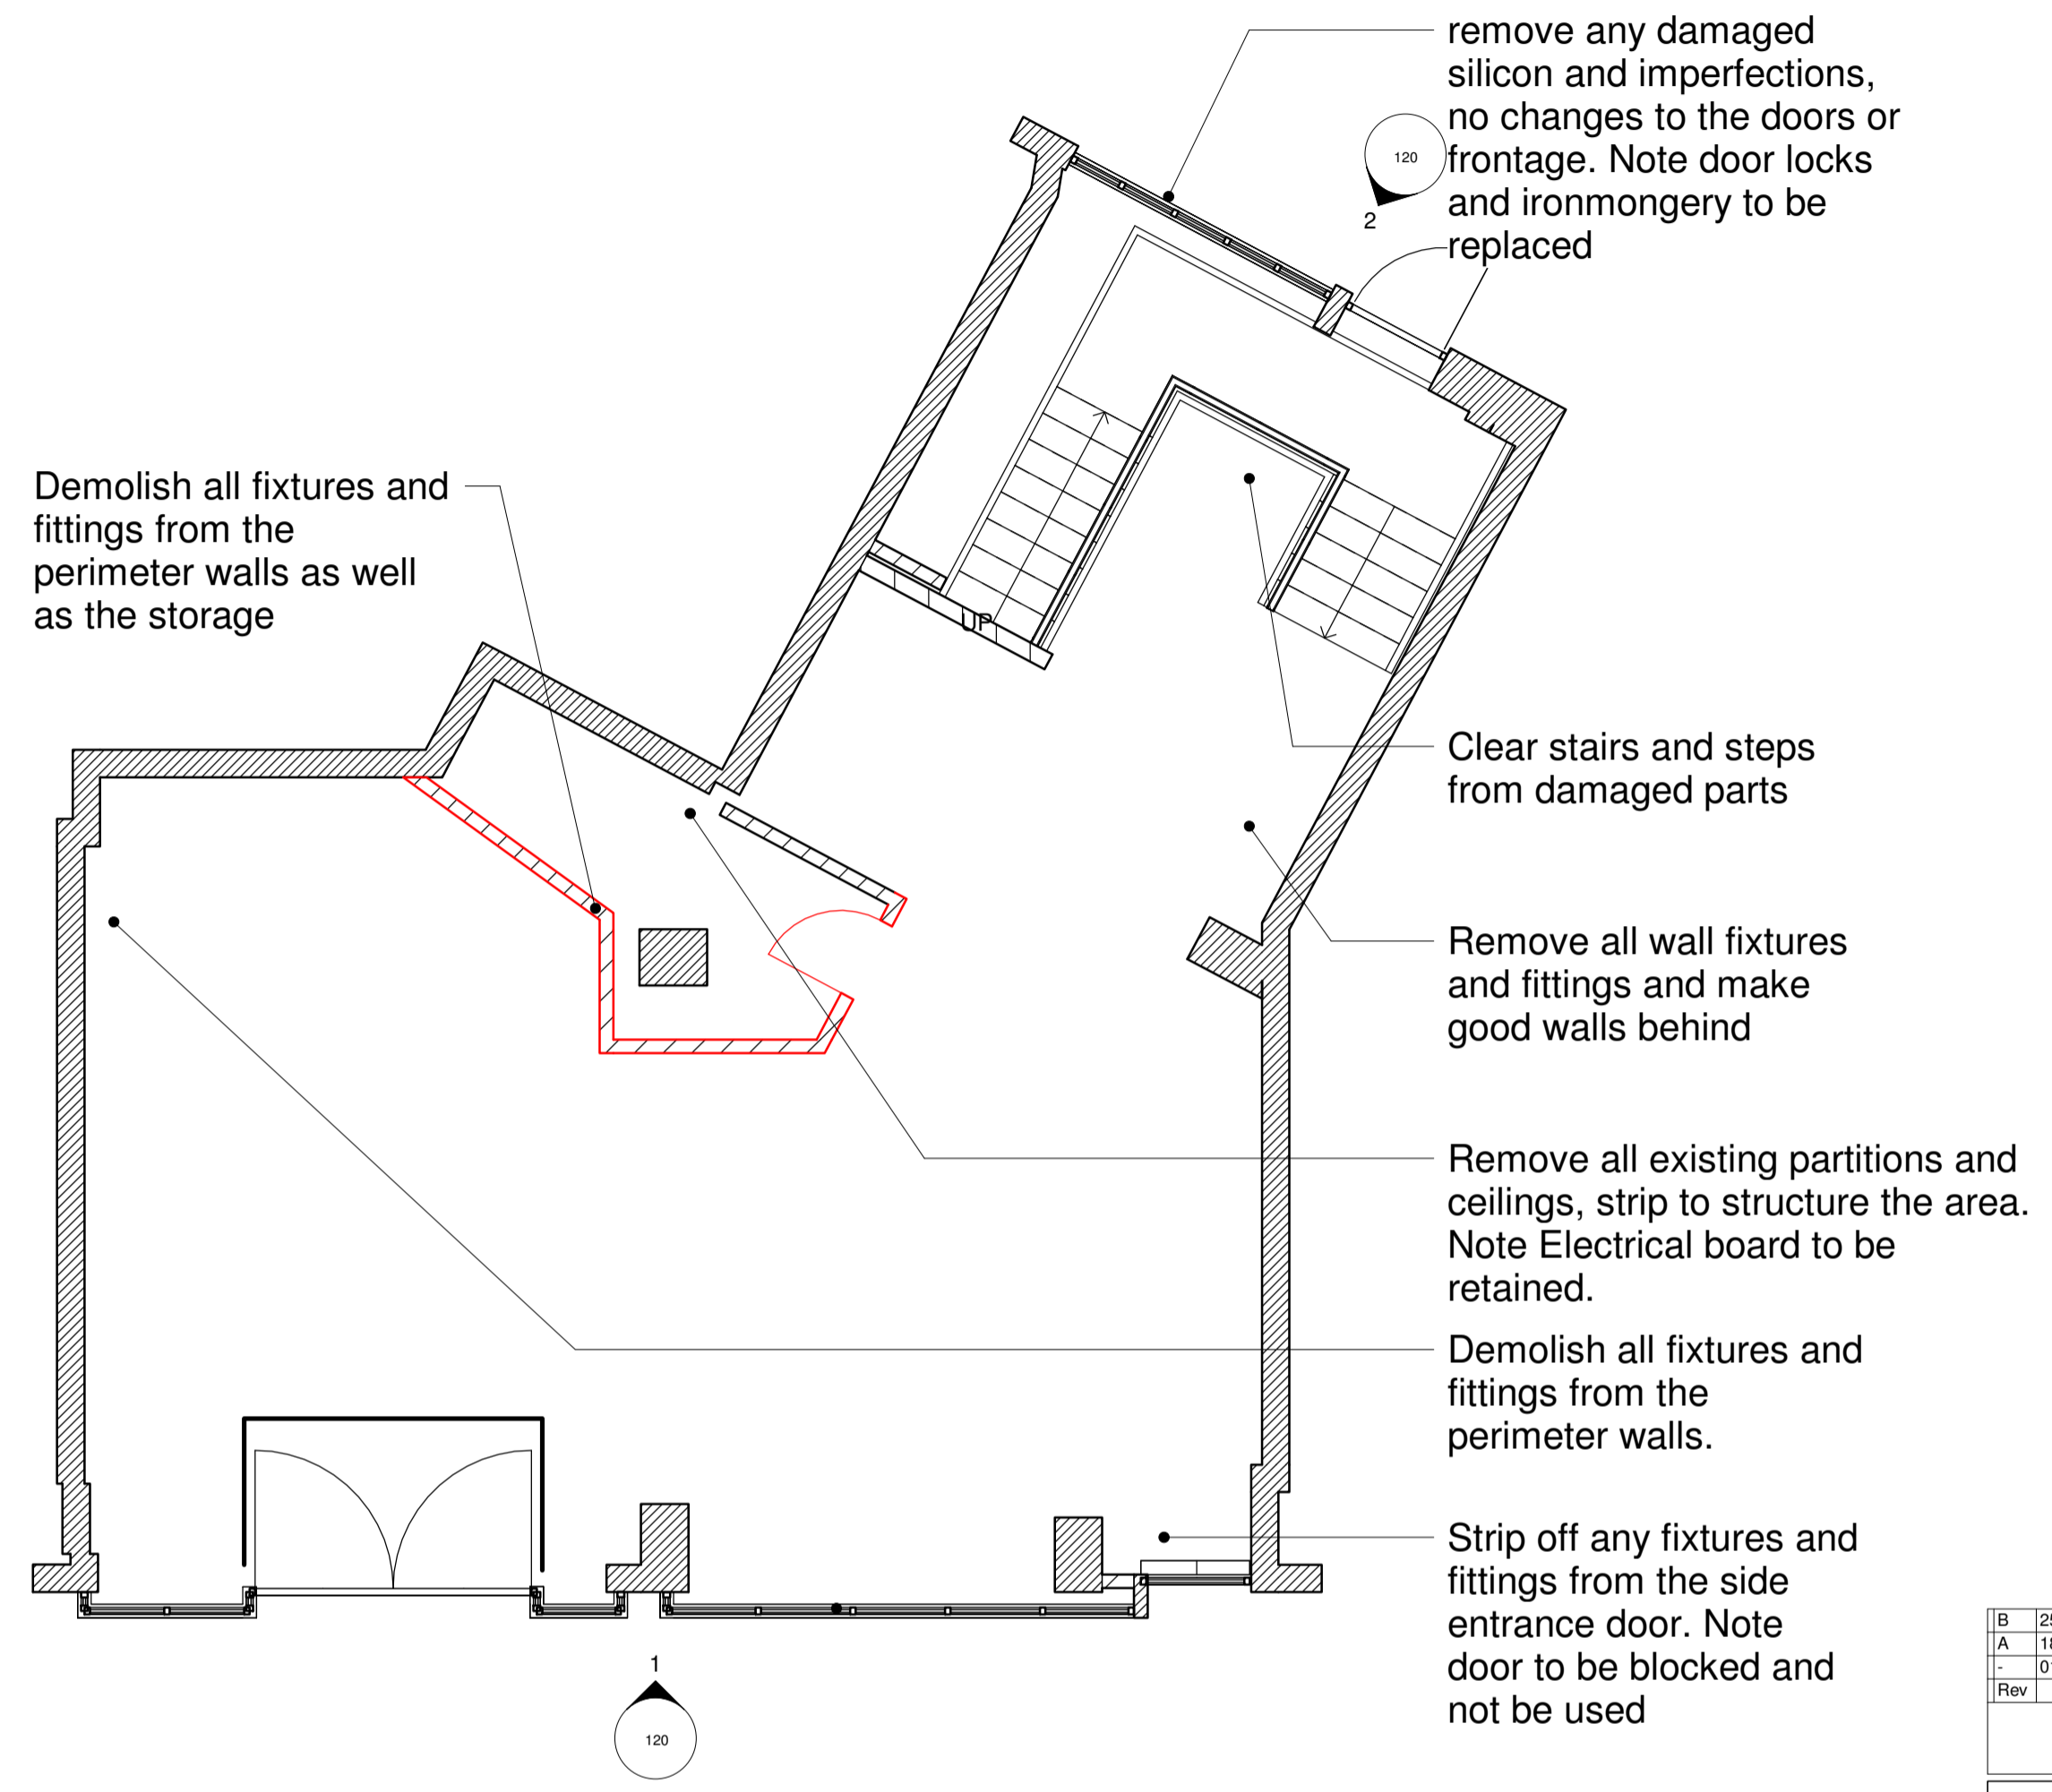 remove any damaged
silicon and imperfections,
no changes to the doors or
frontage. Note door locks
and ironmongery to be
replaced
120
2
Demolish all fixtures and
fittings from the
perimeter walls as well
as the storage
UP
Clear stairs and steps
from damaged parts
Remove all wall fixtures
and fittings and make
good walls behind
Remove all existing partitions and
ceilings, strip to structure the area.
Note Electrical board to be
retained.
Demolish all fixtures and
fittings from the
perimeter walls.
Strip off any fixtures and
fittings from the side
entrance door. Note
door to be blocked and
not be used
1
120
B
A
-
Rev